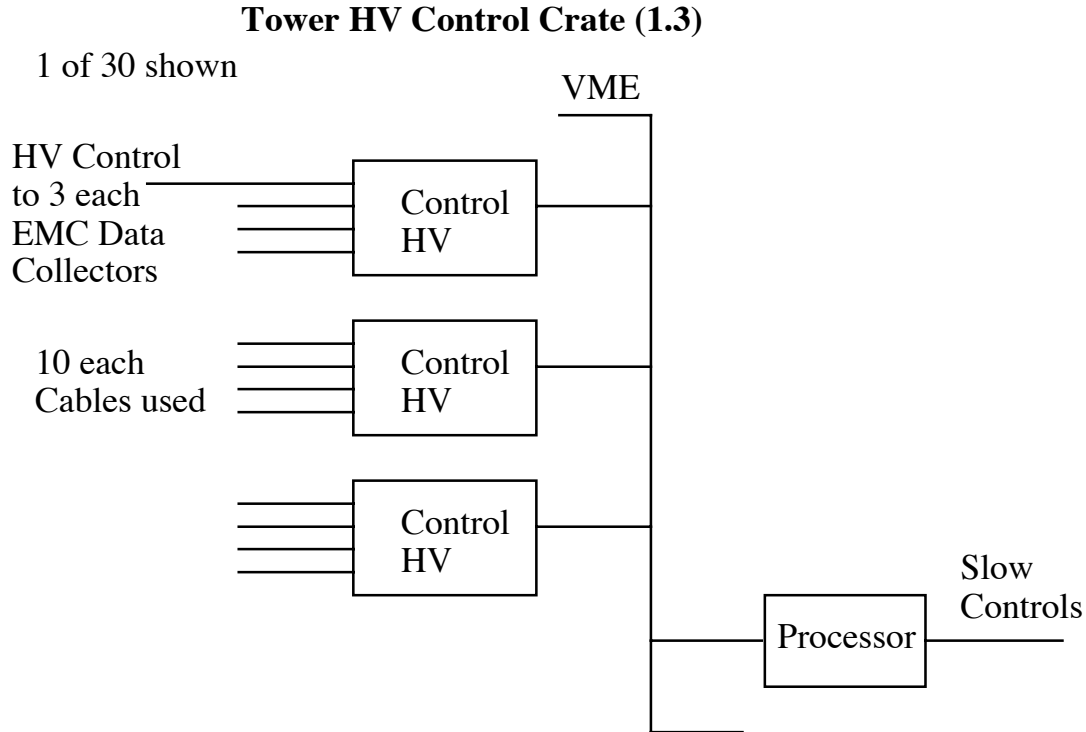 Tower HV Control Crate (1.3)
1 of 30 shown
VME
HV Control
to 3 each
EMC Data
Collectors
Control
HV
10 each
Cables used
Control
HV
Control
HV
Slow
Controls
Processor